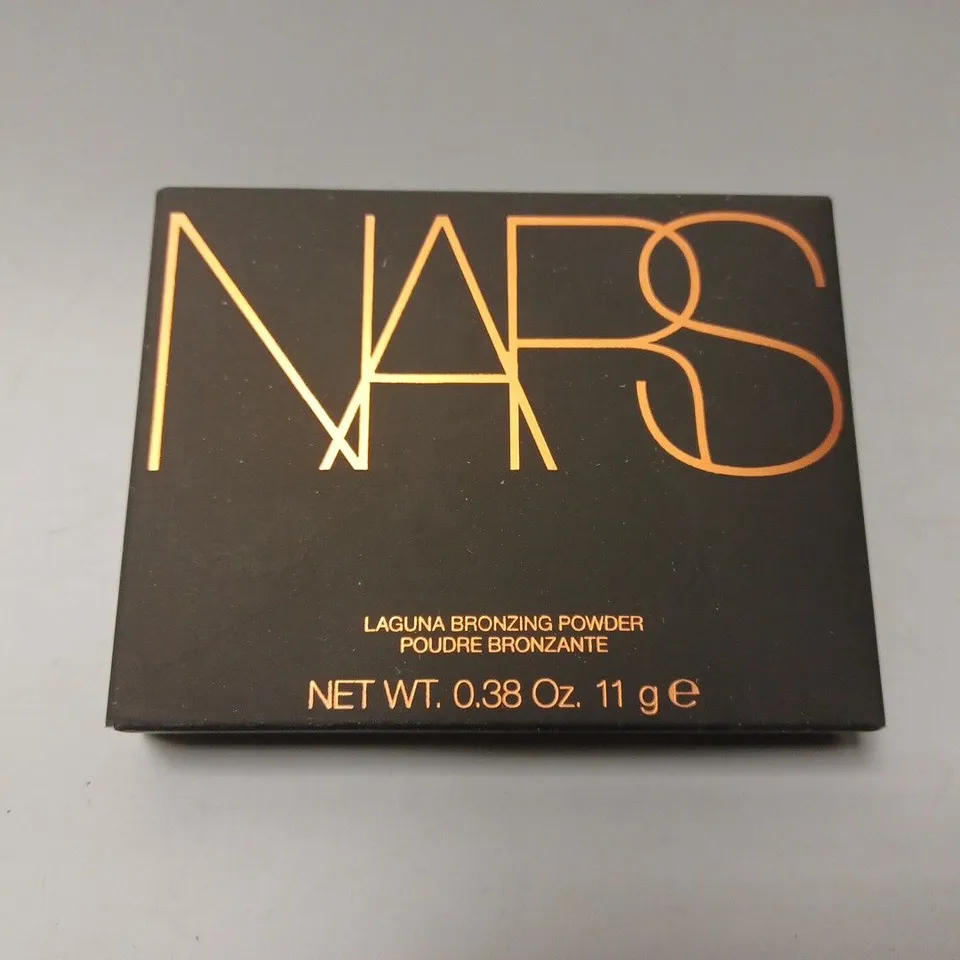 NARS
LAGUNA BRONZING POWDER
POUDRE BRONZANTE
NET WT. 0.38 Oz. 11 g e